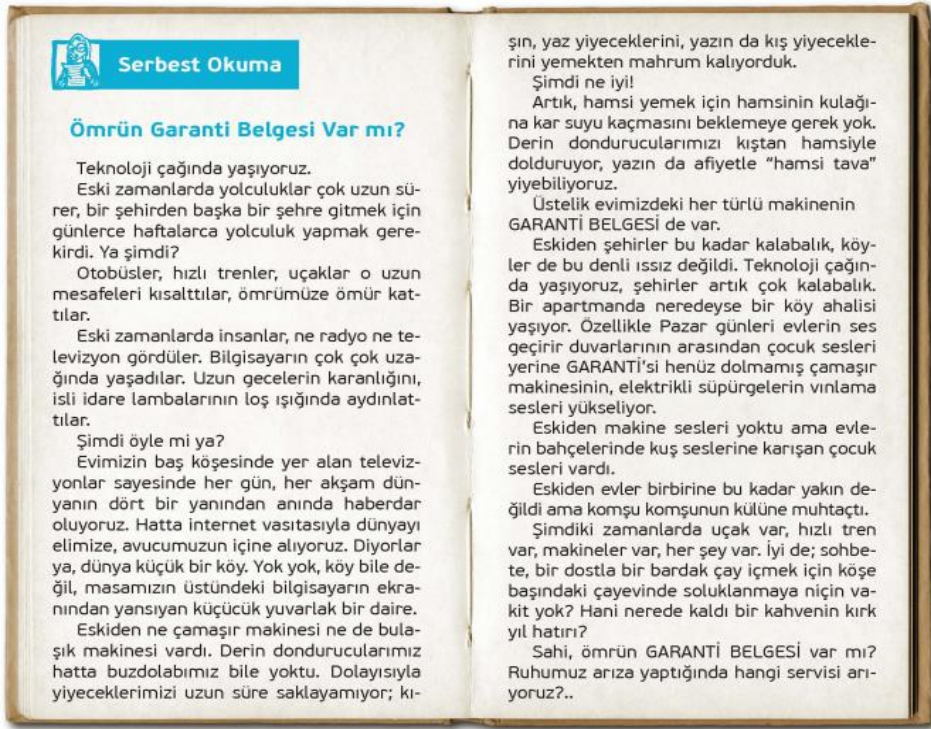 Serbest Okuma
Ömrün Garanti Belgesi Var mı?
Teknoloji çağında yaşıyoruz.
Eski zamanlarda yolculuklar çok uzun sü-
rer, bir şehirden başka bir şehre gitmek için
günlerce haftalarca yolculuk yapmak gere-
kirdi. Ya şimdi?
Otobüsler, hızlı trenler, uçaklar o uzun
mesafeleri kısalttılar, ömrümüze ömür kat-
tılar.
Eski zamanlarda insanlar, ne radyo ne te-
levizyon gördüler. Bilgisayarın çok çok uza-
ğında yaşadılar. Uzun gecelerin karanlığını,
isli idare lambalarının loş ışığında aydınlat-
tılar.
Şimdi öyle mi ya?
Evimizin baş köşesinde yer alan televiz-
yonlar sayesinde her gün, her akşam dün-
yanın dört bir yanından anında haberdar
oluyoruz. Hatta internet vasıtasıyla dünyayı
elimize, avucumuzun içine alıyoruz. Diyorlar
ya, dünya küçük bir köy. Yok yok, köy bile de-
ğil, masamızın üstündeki bilgisayarın ekra-
nından yansıyan küçücük yuvarlak bir daire.
Eskiden ne çamaşır makinesi ne de bula-
şık makinesi vardı. Derin dondurucularımız
hatta buzdolabımız bile yoktu. Dolayısıyla
yiyeceklerimizi uzun süre saklayamıyor; kı-
şın, yaz yiyeceklerini, yazın da kış yiyecekle-
rini yemekten mahrum kalıyorduk.
Şimdi ne iyi!
Artık, hamsi yemek için hamsinin kulağı-
na kar suyu kaçmasını beklemeye gerek yok.
Derin dondurucularımızı kıştan hamsiyle
dolduruyor, yazın da afiyetle “hamsi tava”
yiyebiliyoruz.
Üstelik evimizdeki her türlü makinenin
GARANTİ BELGESİ de var.
Eskiden şehirler bu kadar kalabalık, köy-
ler de bu denli ıssız değildi. Teknoloji çağın-
da yaşıyoruz, şehirler artık çok kalabalık.
Bir apartmanda neredeyse bir köy ahalisi
yaşıyor. Özellikle Pazar günleri evlerin ses
geçirir duvarlarının arasından çocuk sesleri
yerine GARANTİ’si henüz dolmamış çamaşır
makinesinin, elektrikli süpürgelerin vınlama
sesleri yükseliyor.
Eskiden makine sesleri yoktu ama evle-
rin bahçelerinde kuş seslerine karışan çocuk
sesleri vardı.
Eskiden evler birbirine bu kadar yakın de-
ğildi ama komşu komşunun külüne muhtaçtı.
Şimdiki zamanlarda uçak var, hızlı tren
var, makineler var, her şey var. İyi de; sohbe-
te, bir dostla bir bardak çay içmek için köşe
başındaki çayevinde soluklanmaya niçin va-
kit yok? Hani nerede kaldı bir kahvenin kırk
yıl hatırı?
Sahi, ömrün GARANTİ BELGESİ var mı?
Ruhumuz arıza yaptığında hangi servisi arı-
yoruz?..